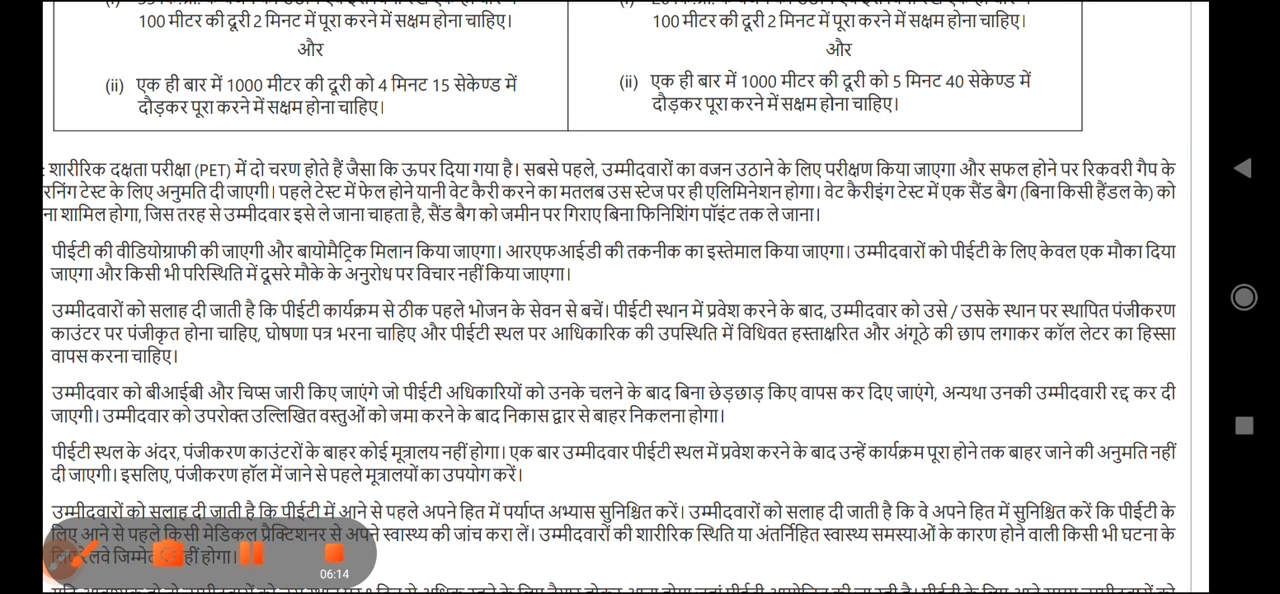 100 मीटर की दूरी 2 मिनट में पूरा करने में सक्षम होना चाहिए।
और
(ii) एक ही बार में 1000 मीटर की दूरी को 4 मिनट 15 सेकेण्ड में
दौड़कर पूरा करने में सक्षम होना चाहिए।
100 मीटर की दूरी 2 मिनट में पूरा करने में सक्षम होना चाहिए।
और
(ii) एक ही बार में 1000 मीटर की दूरी को 5 मिनट 40 सेकेण्ड में
दौड़कर पूरा करने में सक्षम होना चाहिए।
: शारीरिक दक्षता परीक्षा (PET) में दो चरण होते हैं जैसा कि ऊपर दिया गया है। सबसे पहले, उम्मीदवारों का वजन उठाने के लिए परीक्षण किया जाएगा और सफल होने पर रिकवरी गैप के
रनिंग टेस्ट के लिए अनुमति दी जाएगी। पहले टेस्ट में फेल होने यानी वेट कैरी करने का मतलब उस स्टेज पर ही एलिमिनेशन होगा। वेट कैरीइंग टेस्ट में एक सैंड बैग (बिना किसी हैंडल के) को
ना शामिल होगा, जिस तरह से उम्मीदवार इसे ले जाना चाहता है, सैंड बैग को जमीन पर गिराए बिना फिनिशिंग पॉइंट तक ले जाना।
पीईटी की वीडियोग्राफी की जाएगी और बायोमैट्रिक मिलान किया जाएगा। आरएफआईडी की तकनीक का इस्तेमाल किया जाएगा। उम्मीदवारों को पीईटी के लिए केवल एक मौका दिया
जाएगा और किसी भी परिस्थिति में दूसरे मौके के अनुरोध पर विचार नहीं किया जाएगा।
उम्मीदवारों को सलाह दी जाती है कि पीईटी कार्यक्रम से ठीक पहले भोजन के सेवन से बचें। पीईटी स्थान में प्रवेश करने के बाद, उम्मीदवार को उसे / उसके स्थान पर स्थापित पंजीकरण
काउंटर पर पंजीकृत होना चाहिए, घोषणा पत्र भरना चाहिए और पीईटी स्थल पर आधिकारिक की उपस्थिति में विधिवत हस्ताक्षरित और अंगूठे की छाप लगाकर कॉल लेटर का हिस्सा
वापस करना चाहिए।
उम्मीदवार को बीआईबी और चिप्स जारी किए जाएंगे जो पीईटी अधिकारियों को उनके चलने के बाद बिना छेड़छाड़ किए वापस कर दिए जाएंगे, अन्यथा उनकी उम्मीदवारी रद्द कर दी
जाएगी। उम्मीदवार को उपरोक्त उल्लिखित वस्तुओं को जमा करने के बाद निकास द्वार से बाहर निकलना होगा।
पीईटी स्थल के अंदर, पंजीकरण काउंटरों के बाहर कोई मूत्रालय नहीं होगा। एक बार उम्मीदवार पीईटी स्थल में प्रवेश करने के बाद उन्हें कार्यक्रम पूरा होने तक बाहर जाने की अनुमति नहीं
दी जाएगी। इसलिए, पंजीकरण हॉल में जाने से पहले मूत्रालयों का उपयोग करें।
उम्मीदवारों को सलाह दी जाती है कि पीईटी में आने से पहले अपने हित में पर्याप्त अभ्यास सुनिश्चित करें। उम्मीदवारों को सलाह दी जाती है कि वे अपने हित में सुनिश्चित करें कि पीईटी के
लिए आने से पहले किसी मेडिकल प्रैक्टिशनर से अपने स्वास्थ्य की जांच करा लें। उम्मीदवारों की शारीरिक स्थिति या अंतर्निहित स्वास्थ्य समस्याओं के कारण होने वाली किसी भी घटना के
रेलवे होगा।
06:14